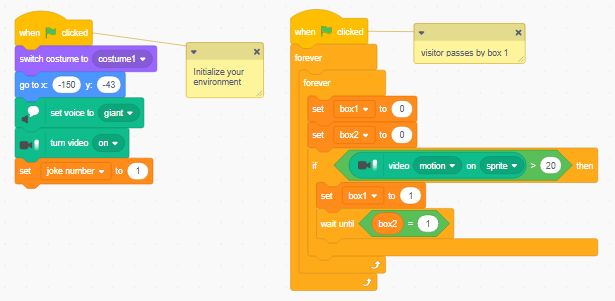 when clicked
switch costume to costume1
go to x: -150 y: -43
set voice to giant
turn video on
set joke number to 1
Initialize your
environment
when clicked
forever
forever
set box1 to 0
set box2 to 0
if video motion on sprite > 20 then
set box1 to 1
wait until box2 = 1
visitor passes by box 1